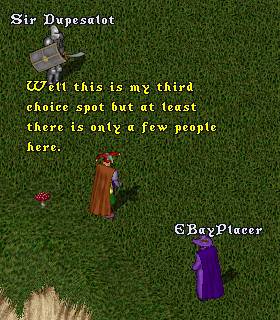 Sir Dupesalot
Well this is my third
choice spot but at least
there is only a few people
here.
EBayPlacer